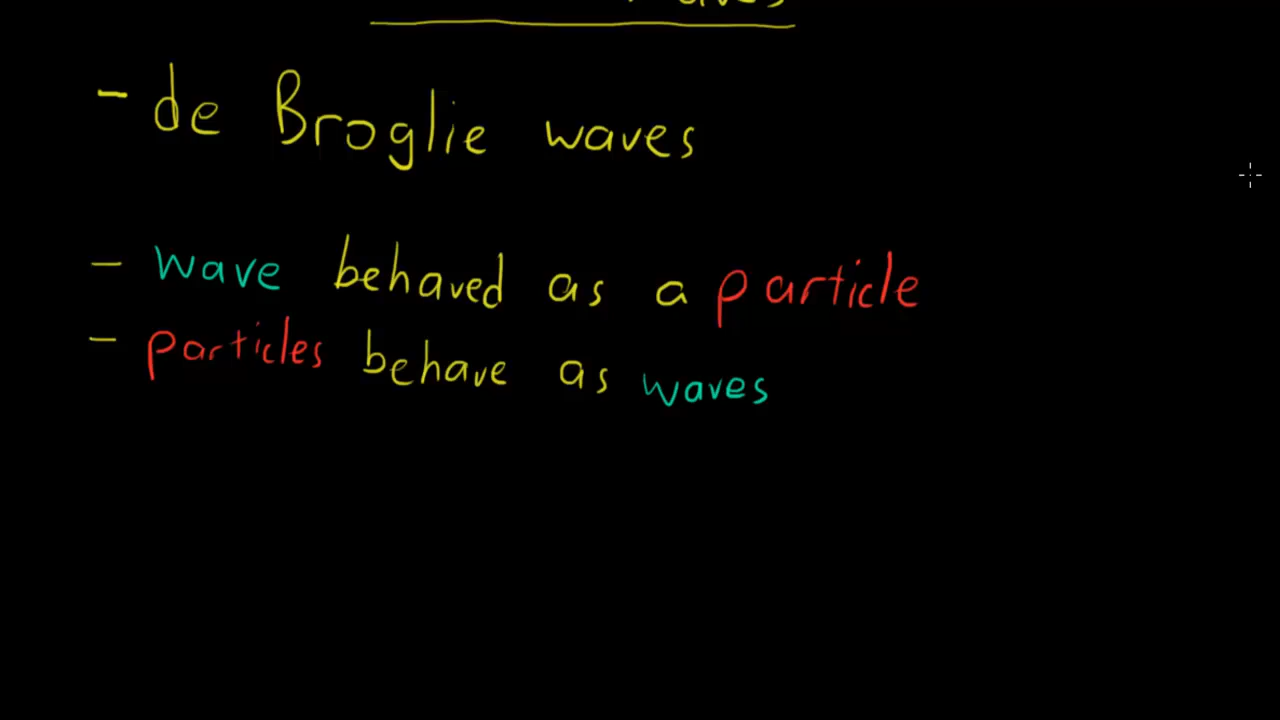 - de Broglie waves
- wave behaved as a particle
- particles behave as waves